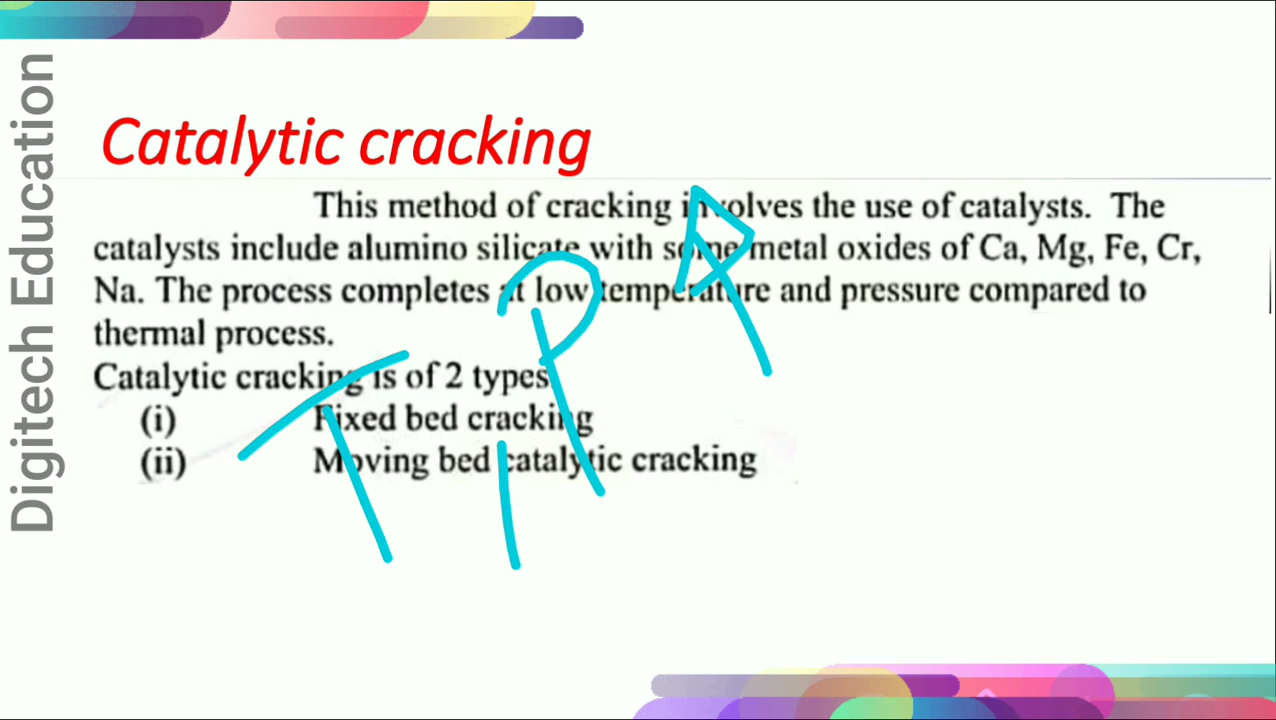 Digitech Education
Catalytic cracking
This method of cracking involves the use of catalysts. The
catalysts include alumino silicate with some metal oxides of Ca, Mg, Fe, Cr,
Na. The process completes at low temperature and pressure compared to
thermal process.
Catalytic cracking is of 2 types
(i) Fixed bed cracking
(ii) Moving bed catalytic cracking